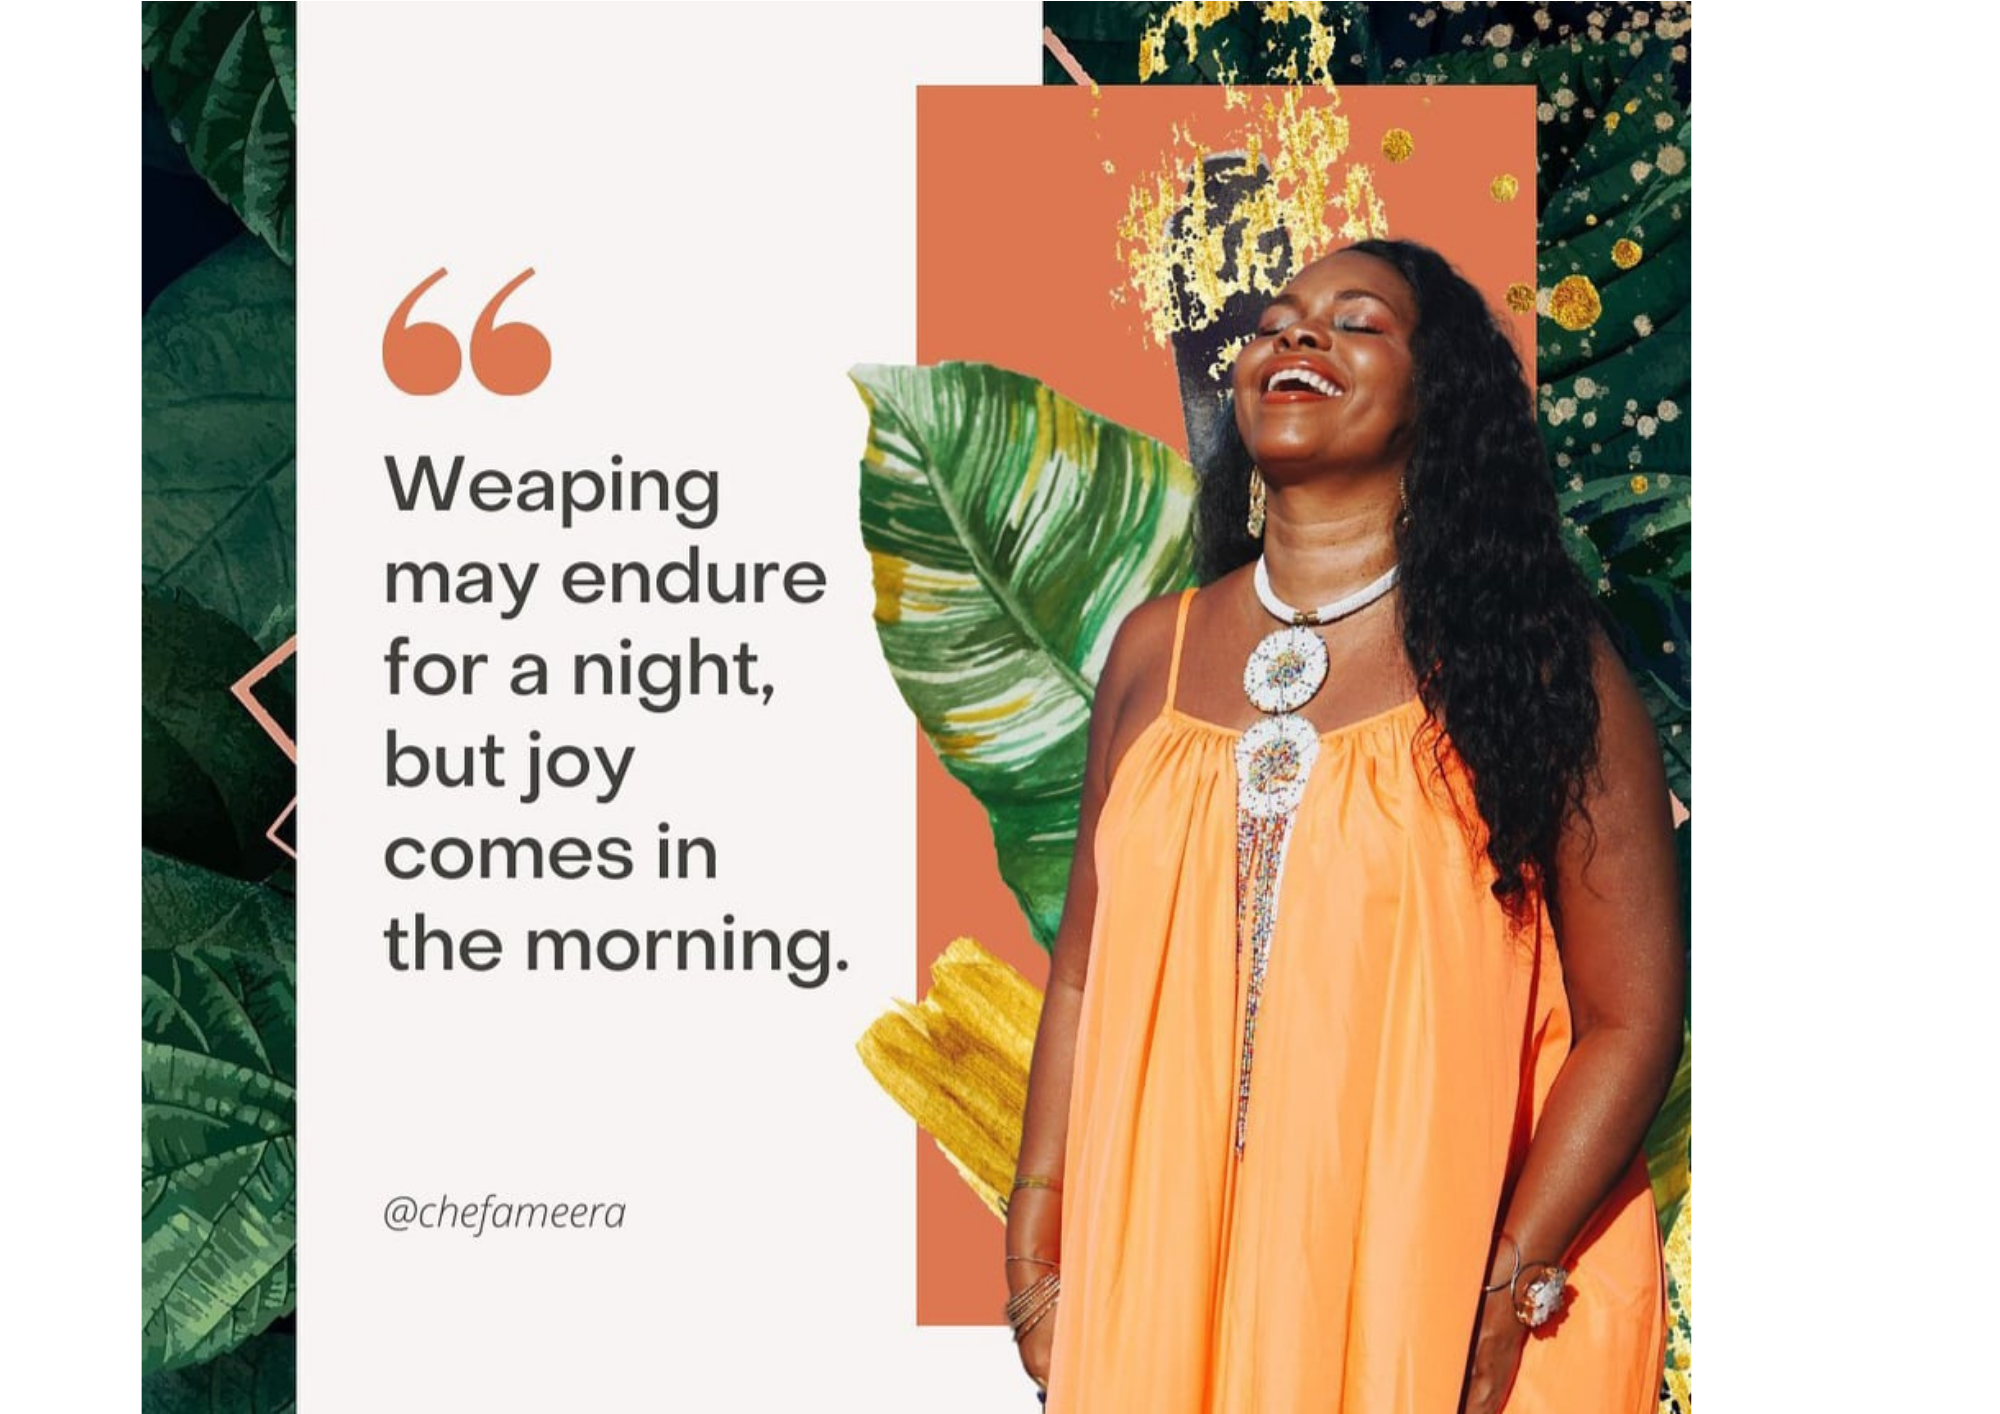 “
Weaping
may endure
for a night,
but joy
comes in
the morning.
@chefameera